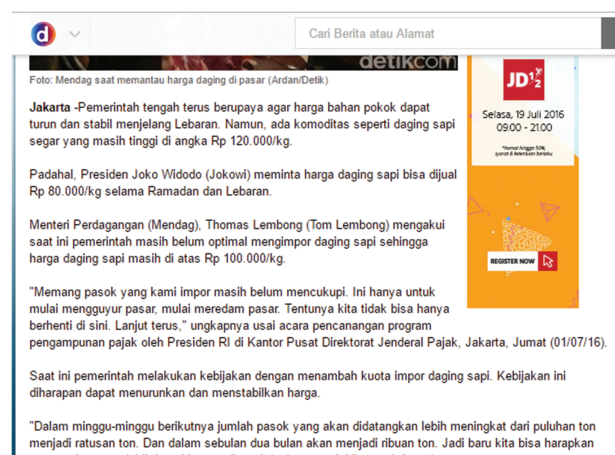 d
Cari Berita atau Alamat
detikcom
Foto: Mendag saat memantau harga daging di pasar (Ardan/Detik)
JD
Selasa, 19 Juli 2016
09.00 - 21.00
*hemat hingga 52%,
syarat & ketentuan berlaku
REGISTER NOW
Jakarta -Pemerintah tengah terus berupaya agar harga bahan pokok dapat
turun dan stabil menjelang Lebaran. Namun, ada komoditas seperti daging sapi
segar yang masih tinggi di angka Rp 120.000/kg.
Padahal, Presiden Joko Widodo (Jokowi) meminta harga daging sapi bisa dijual
Rp 80.000/kg selama Ramadan dan Lebaran.
Menteri Perdagangan (Mendag), Thomas Lembong (Tom Lembong) mengakui
saat ini pemerintah masih belum optimal mengimpor daging sapi sehingga
harga daging sapi masih di atas Rp 100.000/kg.
"Memang pasok yang kami impor masih belum mencukupi. Ini hanya untuk
mulai mengguyur pasar, mulai meredam pasar. Tentunya kita tidak bisa hanya
berhenti di sini. Lanjut terus," ungkapnya usai acara pencanangan program
pengampunan pajak oleh Presiden RI di Kantor Pusat Direktorat Jenderal Pajak, Jakarta, Jumat (01/07/16).
Saat ini pemerintah melakukan kebijakan dengan menambah kuota impor daging sapi. Kebijakan ini
diharapan dapat menurunkan dan menstabilkan harga.
"Dalam minggu-minggu berikutnya jumlah pasok yang akan didatangkan lebih meningkat dari puluhan ton
menjadi ratusan ton. Dan dalam sebulan dua bulan akan menjadi ribuan ton. Jadi baru kita bisa harapkan